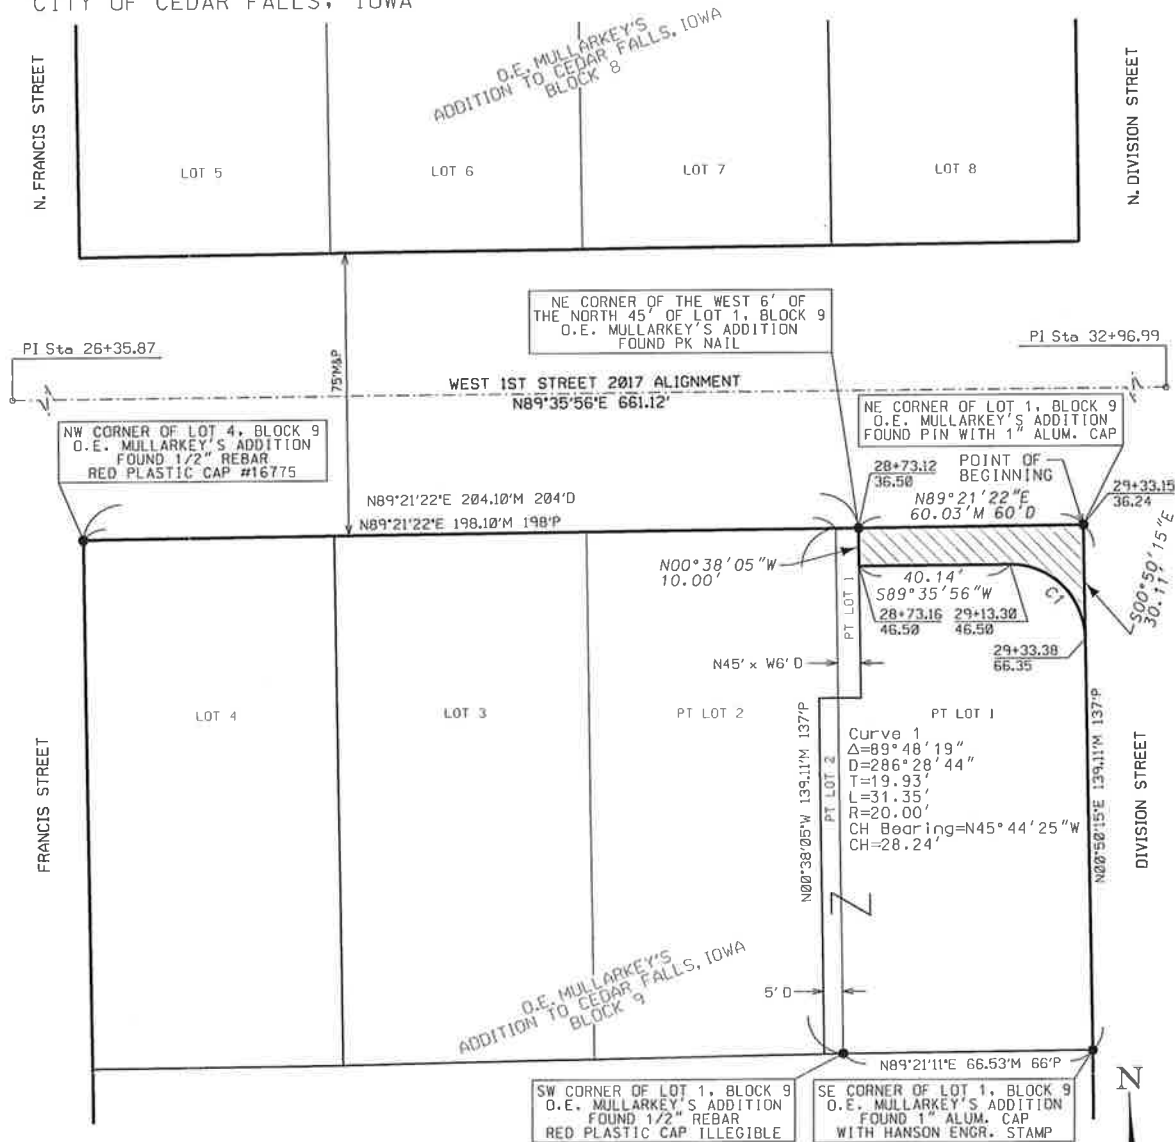 CITY OF CEDAR FALLS, IOWA
N. FRANCIS STREET
O.E. MULLARKEY'S
ADDITION TO CEDAR FALLS, IOWA
BLOCK 8
N. DIVISION STREET
LOT 5
LOT 6
LOT 7
LOT 8
NE CORNER OF THE WEST 6' OF
THE NORTH 45' OF LOT 1, BLOCK 9
O.E. MULLARKEY'S ADDITION
FOUND PK NAIL
PI Sta 26+35.87
PI Sta 32+96.99
75'M&P
WEST 1ST STREET 2017 ALIGNMENT
N89°35'56"E 661.12'
NW CORNER OF LOT 4, BLOCK 9
O.E. MULLARKEY'S ADDITION
FOUND 1/2" REBAR
RED PLASTIC CAP #16775
NE CORNER OF LOT 1, BLOCK 9
O.E. MULLARKEY'S ADDITION
FOUND PIN WITH 1" ALUM. CAP
28+73.12
36.50
POINT OF
BEGINNING
29+33.15
36.24
N89°21'22"E 204.10'M 204'D
N89°21'22"E 198.10'M 198'P
N89°21'22"E
60.03'M 60'D
N00°38'05"W
10.00'
40.14'
S89°35'56"W
C1
S00°50'15"E
30.11'
28+73.16
46.50
29+13.30
46.50
29+33.38
66.35
PT LOT 1
N45' x W6' D
LOT 4
LOT 3
PT LOT 2
PT LOT 1
FRANCIS STREET
N00°38'05"W 139.11'M 137'P
PT LOT 2
Curve 1
Δ=89°48'19"
D=286°28'44"
T=19.93'
L=31.35'
R=20.00'
CH Bearing=N45°44'25"W
CH=28.24'
N00°50'15"E 139.11'M 137'P
DIVISION STREET
Z
O.E. MULLARKEY'S
ADDITION TO CEDAR FALLS, IOWA
BLOCK 9
5' D
N89°21'11"E 66.53'M 66'P
SW CORNER OF LOT 1, BLOCK 9
O.E. MULLARKEY'S ADDITION
FOUND 1/2" REBAR
RED PLASTIC CAP ILLEGIBLE
SE CORNER OF LOT 1, BLOCK 9
O.E. MULLARKEY'S ADDITION
FOUND 1" ALUM. CAP
WITH HANSON ENGR. STAMP
N